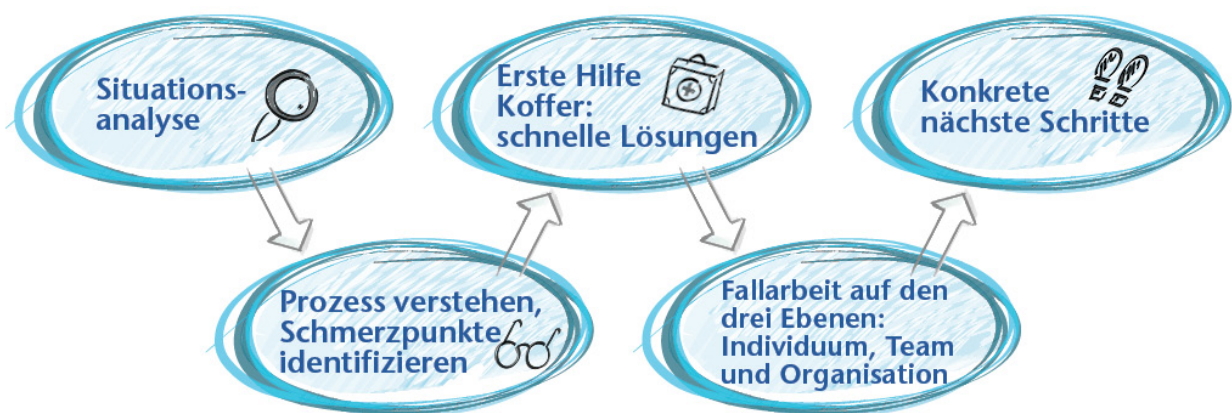 Situations-
analyse
Prozess verstehen,
Schmerzpunkte
identifizieren
Erste Hilfe
Koffer:
schnelle Lösungen
Fallarbeit auf den
drei Ebenen:
Individuum, Team
und Organisation
Konkrete
nächste Schritte